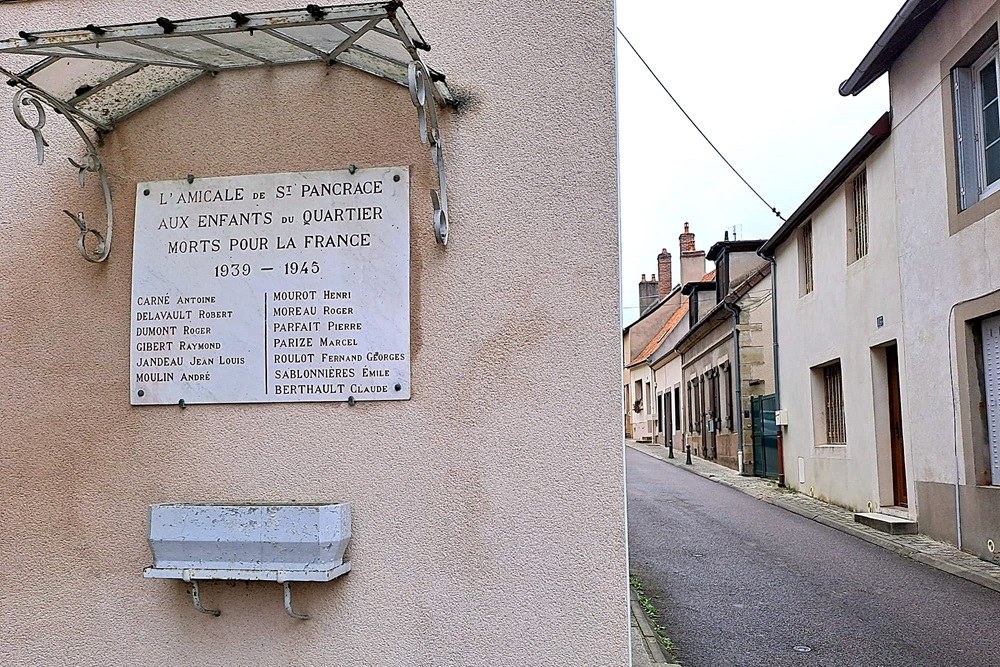 L'AMICALE DE ST PANCRACE
AUX ENFANTS DU QUARTIER
MORTS POUR LA FRANCE
1939 — 1945
CARNÉ ANTOINE
DELAVAULT ROBERT
DUMONT ROGER
GIBERT RAYMOND
JANDEAU JEAN LOUIS
MOULIN ANDRÉ
MOUROT HENRI
MOREAU ROGER
PARFAIT PIERRE
PARIZE MARCEL
ROULOT FERNAND GEORGES
SABLONNIÈRES ÉMILE
BERTHAULT CLAUDE